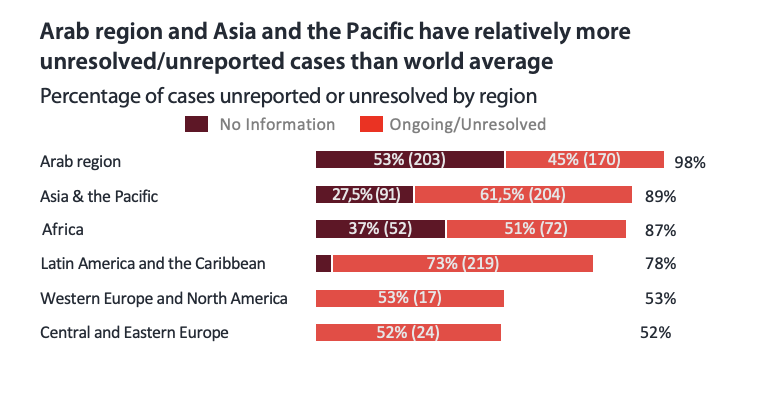 Arab region and Asia and the Pacific have relatively more
unresolved/unreported cases than world average
Percentage of cases unreported or unresolved by region
No Information Ongoing/Unresolved
Arab region 53% (203) 45% (170) 98%
Asia & the Pacific 27,5% (91) 61,5% (204) 89%
Africa 37% (52) 51% (72) 87%
Latin America and the Caribbean 73% (219) 78%
Western Europe and North America 53% (17) 53%
Central and Eastern Europe 52% (24) 52%